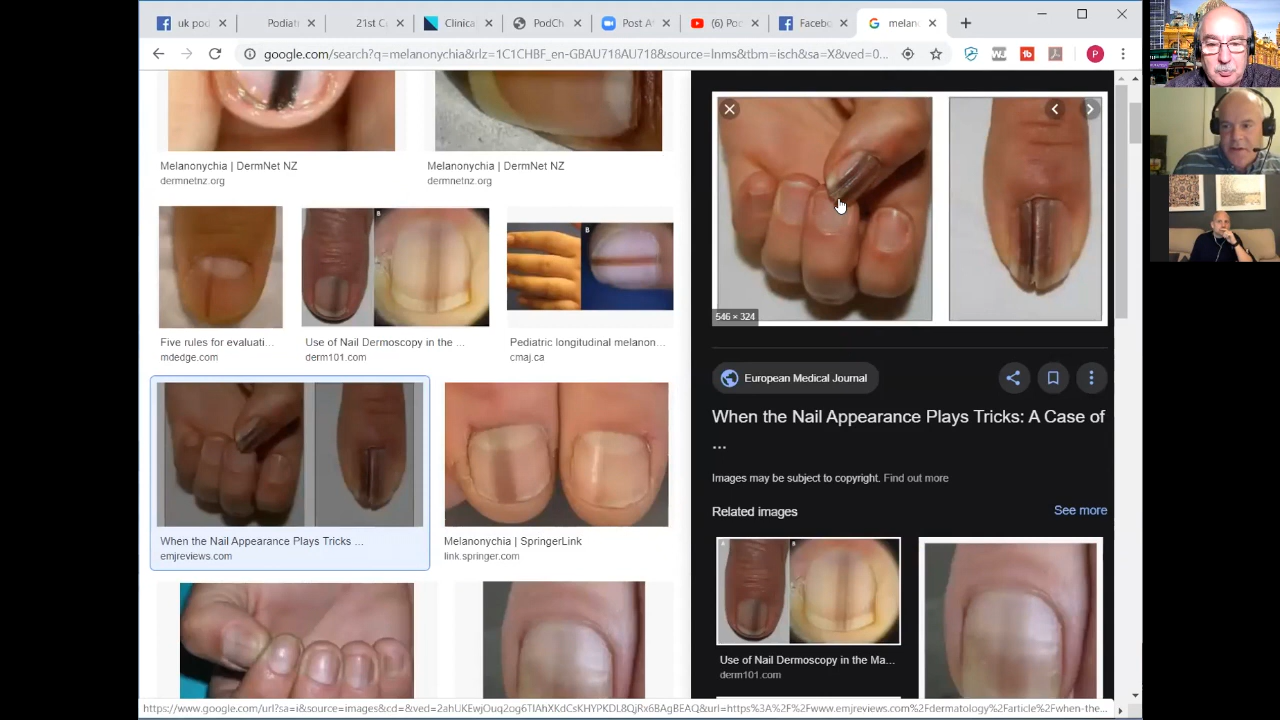 uk pod
Podiatr
21st Ca
Clinica
PodCh
Post A
(6) Po
Facebo
melan
google.com/search?q=melanonychia
=1C1CHBF_en-GBAU718AU718&source=lnms&tbm=isch&sa=X&ved=0...
P
Melanonychia | DermNet NZ
dermnetnz.org
Melanonychia | DermNet NZ
dermnetnz.org
B
B
Five rules for evaluati...
mdedge.com
Use of Nail Dermoscopy in the ...
derm101.com
Pediatric longitudinal melanon...
cmaj.ca
When the Nail Appearance Plays Tricks ...
emjreviews.com
Melanonychia | SpringerLink
link.springer.com
546 × 324
European Medical Journal
When the Nail Appearance Plays Tricks: A Case of
...
Images may be subject to copyright. Find out more
Related images
See more
B
Use of Nail Dermoscopy in the Ma...
derm101.com